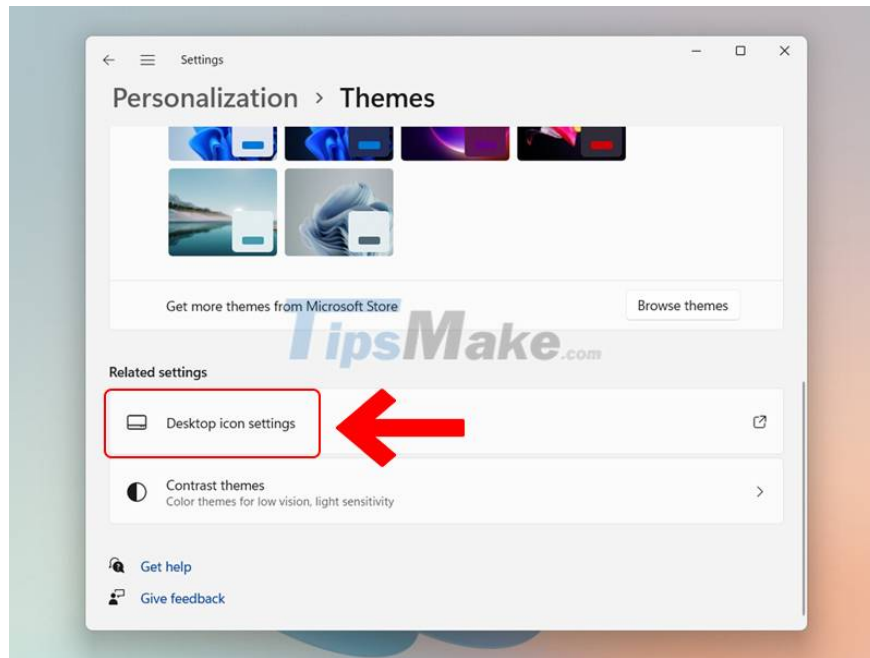 Settings
Personalization > Themes
Get more themes from Microsoft Store
Browse themes
TipsMake.com
Related settings
Desktop icon settings
Contrast themes
Color themes for low vision, light sensitivity
Get help
Give feedback